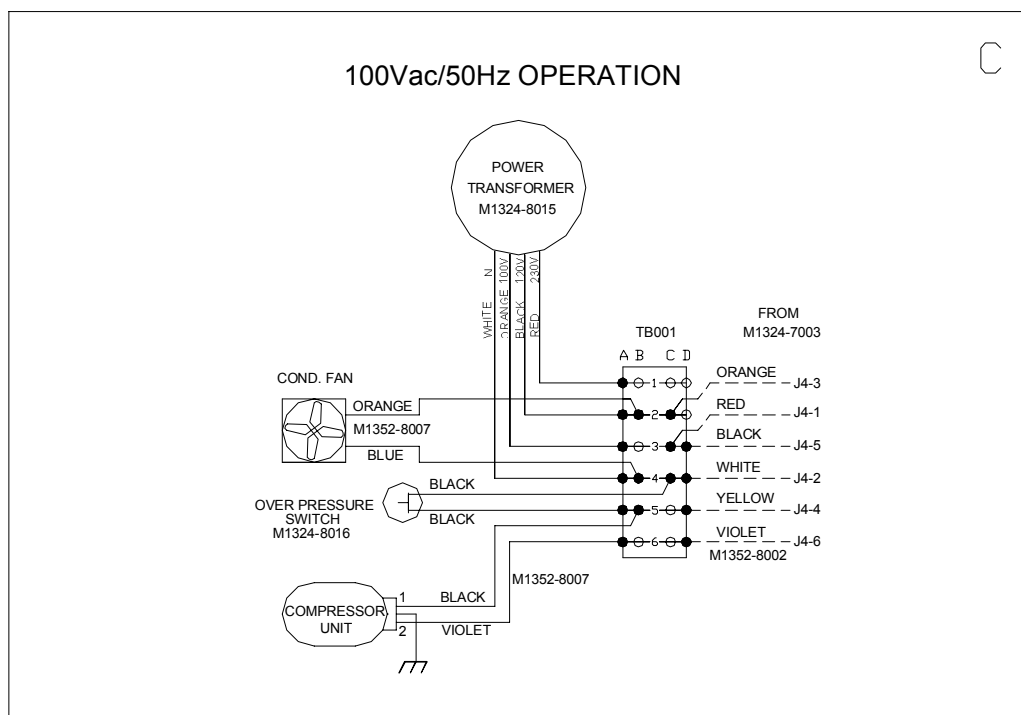 C
100Vac/50Hz OPERATION
POWER
TRANSFORMER
M1324-8015
WHITE N
ORANGE 100V
BLACK 120V
RED 230V
FROM
M1324-7003
TB001
A B C D
COND. FAN
ORANGE
M1352-8007
BLUE
1
ORANGE
J4-3
2
RED
J4-1
3
BLACK
J4-5
4
WHITE
J4-2
5
YELLOW
J4-4
6
VIOLET
J4-6
M1352-8002
BLACK
OVER PRESSURE
SWITCH
M1324-8016
BLACK
M1352-8007
COMPRESSOR
UNIT
1
BLACK
2
VIOLET